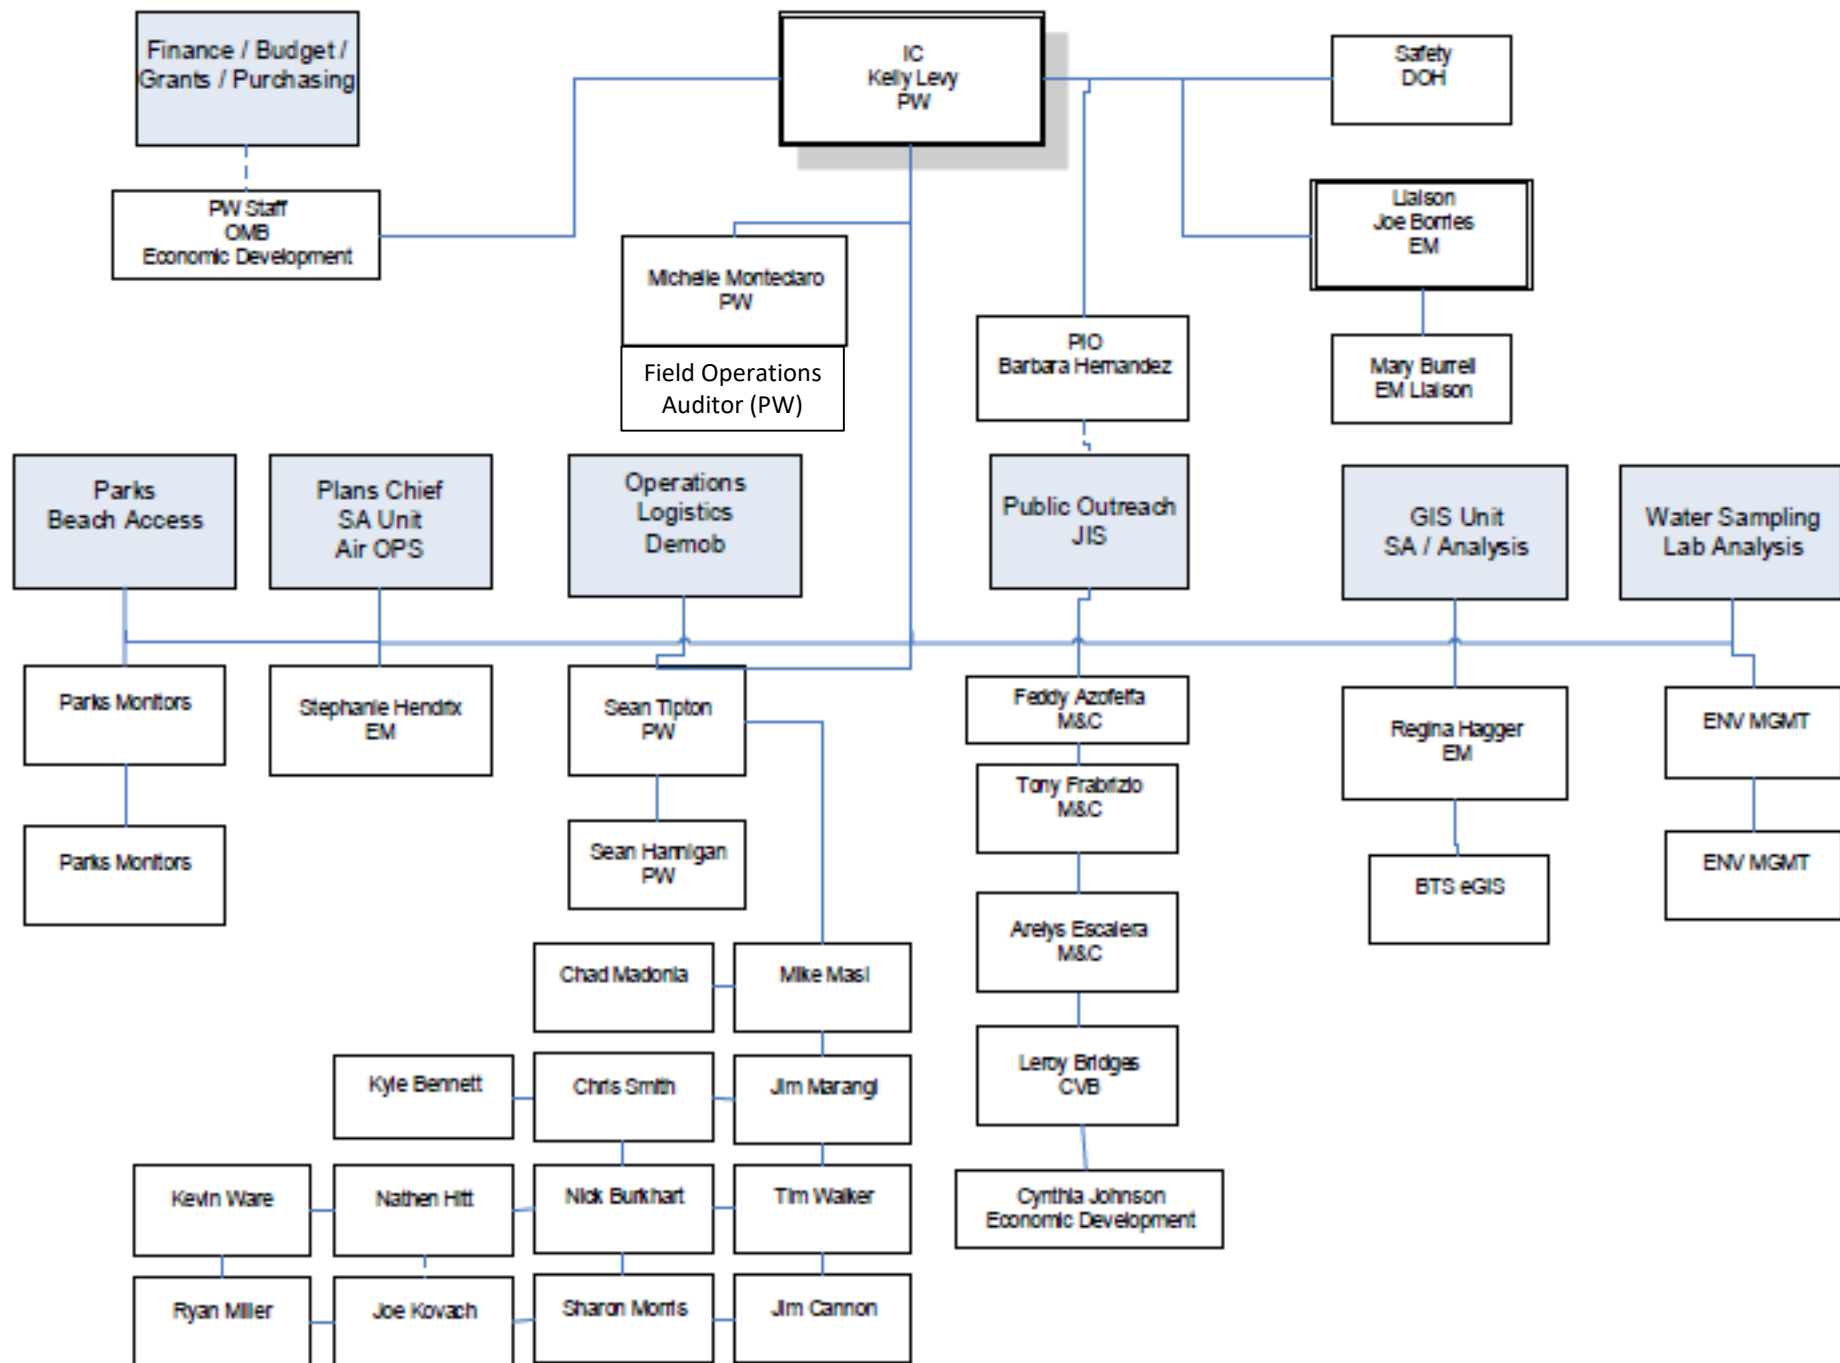 Finance / Budget /
Grants / Purchasing
IC
Kelly Levy
PW
Safety
DOH
PW Staff
OMB
Economic Development
Liaison
Joe Borries
EM
Michelle Monteclaro
PW
Field Operations
Auditor (PW)
PIO
Barbara Hernandez
Mary Burrell
EM Liaison
Parks
Beach Access
Plans Chief
SA Unit
Air OPS
Operations
Logistics
Demob
Public Outreach
JIS
GIS Unit
SA / Analysis
Water Sampling
Lab Analysis
Parks Monitors
Stephanie Hendrix
EM
Sean Tipton
PW
Feddy Azofeifa
M&C
Regina Hagger
EM
ENV MGMT
Parks Monitors
Sean Hannigan
PW
Tony Frabrizio
M&C
BTS eGIS
ENV MGMT
Arelys Escalera
M&C
Chad Madonia
Mike Masi
Leroy Bridges
CVB
Kyle Bennett
Chris Smith
Jim Marangi
Kevin Ware
Nathen Hitt
Nick Burkhart
Tim Walker
Cynthia Johnson
Economic Development
Ryan Miller
Joe Kovach
Sharon Morris
Jim Cannon